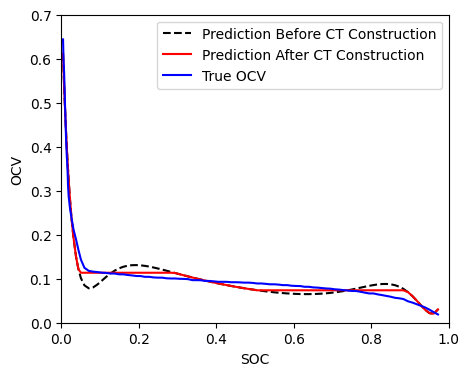 Prediction Before CT Construction
Prediction After CT Construction
True OCV
0.7
0.6
0.5
0.4
0.3
0.2
0.1
0.0
OCV
0.0 0.2 0.4 0.6 0.8 1.0
SOC